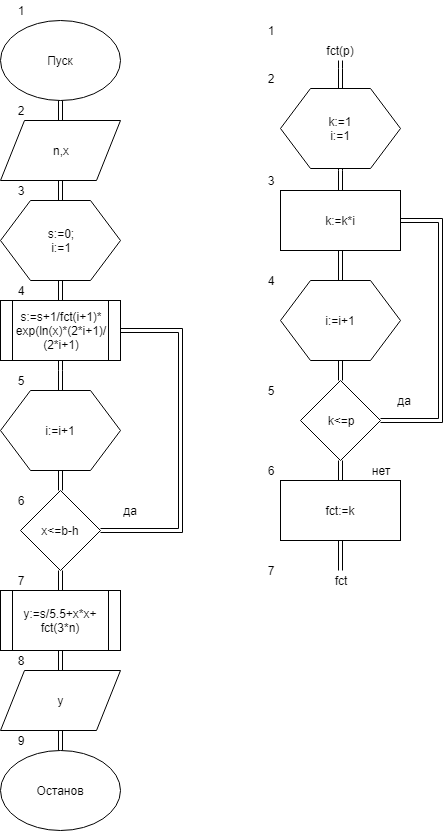 1
Пуск
2
n,x
3
s:=0;
i:=1
4
s:=s+1/fct(i+1)*
exp(ln(x)*(2*i+1)/
(2*i+1)
5
i:=i+1
6
да
x<=b-h
7
y:=s/5.5+x*x+
fct(3*n)
8
y
9
Останов
1
fct(p)
2
k:=1
i:=1
3
k:=k*i
4
i:=i+1
5
да
k<=p
6
нет
fct:=k
7
fct